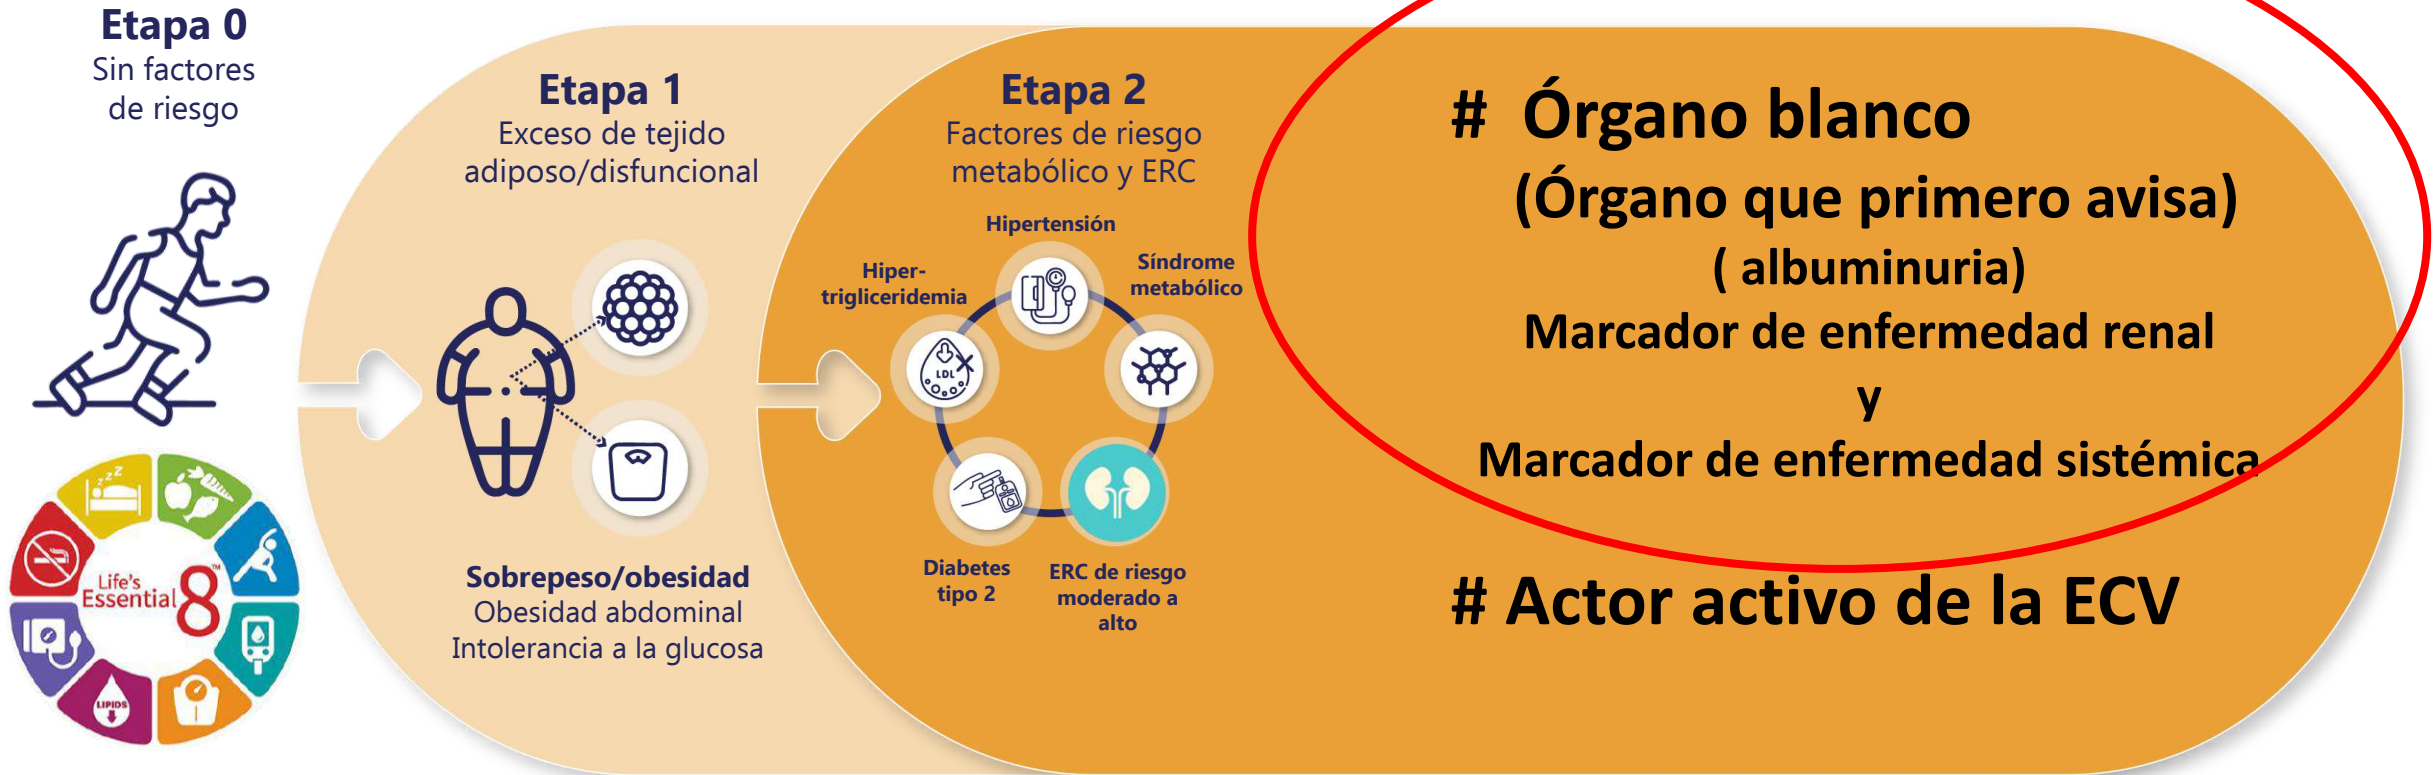 Etapa 0
Sin factores
de riesgo
Life's
Essential 8™
zzZ
LIPIDS
Etapa 1
Exceso de tejido
adiposo/disfuncional
Sobrepeso/obesidad
Obesidad abdominal
Intolerancia a la glucosa
Etapa 2
Factores de riesgo
metabólico y ERC
Hipertensión
Hiper-
trigliceridemia
Síndrome
metabólico
LDL
Diabetes
tipo 2
ERC de riesgo
moderado a
alto
# Órgano blanco
(Órgano que primero avisa)
( albuminuria)
Marcador de enfermedad renal
y
Marcador de enfermedad sistémica
# Actor activo de la ECV